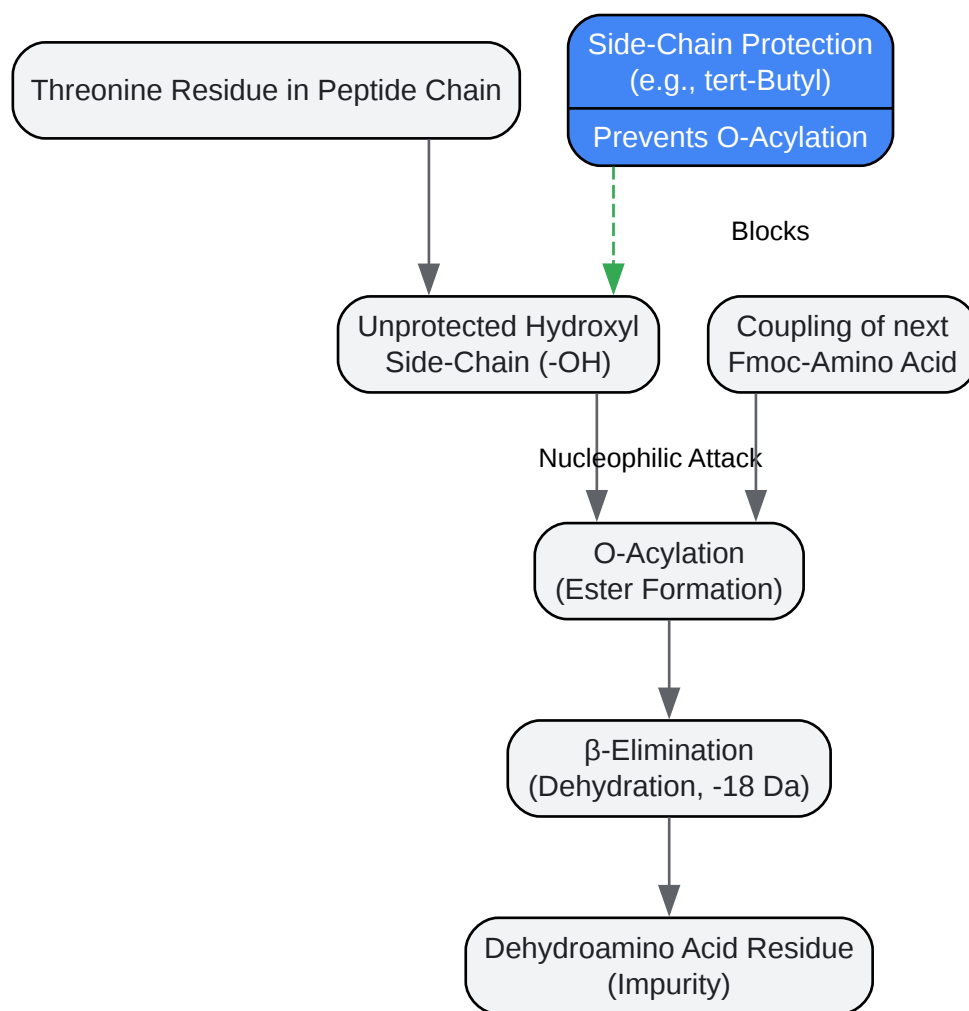 Threonine Residue in Peptide Chain
Side-Chain Protection
(e.g., tert-Butyl)
Prevents O-Acylation
Blocks
Unprotected Hydroxyl
Side-Chain (-OH)
Coupling of next
Fmoc-Amino Acid
Nucleophilic Attack
O-Acylation
(Ester Formation)
β-Elimination
(Dehydration, -18 Da)
Dehydroamino Acid Residue
(Impurity)